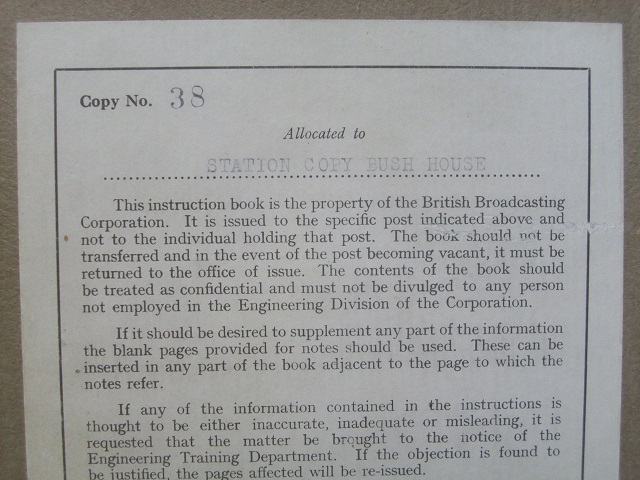 Copy No. 38
Allocated to
STATION COPY BUSH HOUSE
This instruction book is the property of the British Broadcasting
Corporation. It is issued to the specific post indicated above and
not to the individual holding that post. The book should not be
transferred and in the event of the post becoming vacant, it must be
returned to the office of issue. The contents of the book should
be treated as confidential and must not be divulged to any person
not employed in the Engineering Division of the Corporation.
If it should be desired to supplement any part of the information
the blank pages provided for notes should be used. These can be
inserted in any part of the book adjacent to the page to which the
notes refer.
If any of the information contained in the instructions is
thought to be either inaccurate, inadequate or misleading, it is
requested that the matter be brought to the notice of the
Engineering Training Department. If the objection is found to
be justified, the pages affected will be re-issued.